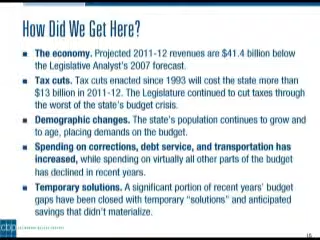 How Did We Get Here?
The economy. Projected 2011-12 revenues are $41.4 billion below
the Legislative Analyst's 2007 forecast.
Tax cuts. Tax cuts enacted since 1993 will cost the state more than
$13 billion in 2011-12. The Legislature continued to cut taxes through
the worst of the state's budget crisis.
Demographic changes. The state's population continues to grow and
to age, placing demands on the budget.
Spending on corrections, debt service, and transportation has
increased, while spending on virtually all other parts of the budget
has declined in recent years.
Temporary solutions. A significant portion of recent years' budget
gaps have been closed with temporary "solutions" and anticipated
savings that didn't materialize.
cbp